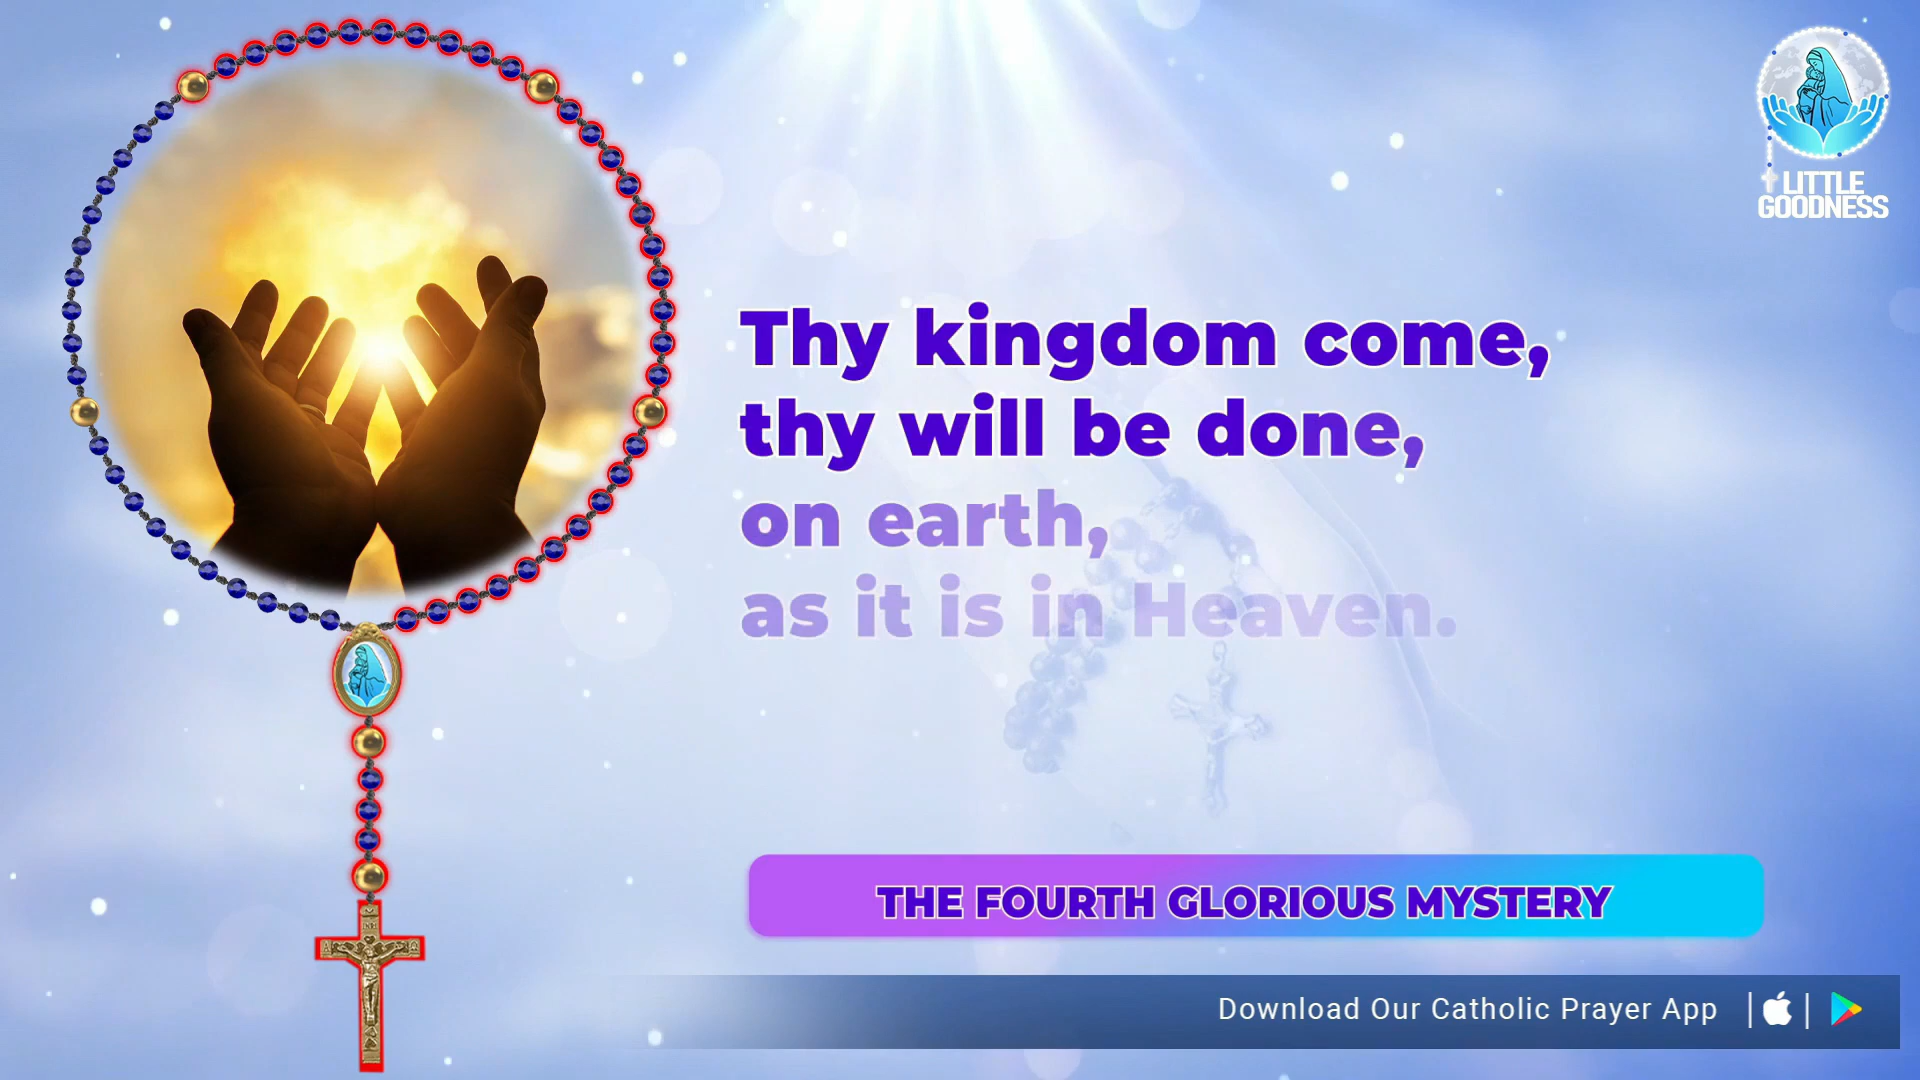 LITTLE
GOODNESS
Thy kingdom come,
thy will be done,
on earth,
as it is in Heaven.
THE FOURTH GLORIOUS MYSTERY
Download Our Catholic Prayer App